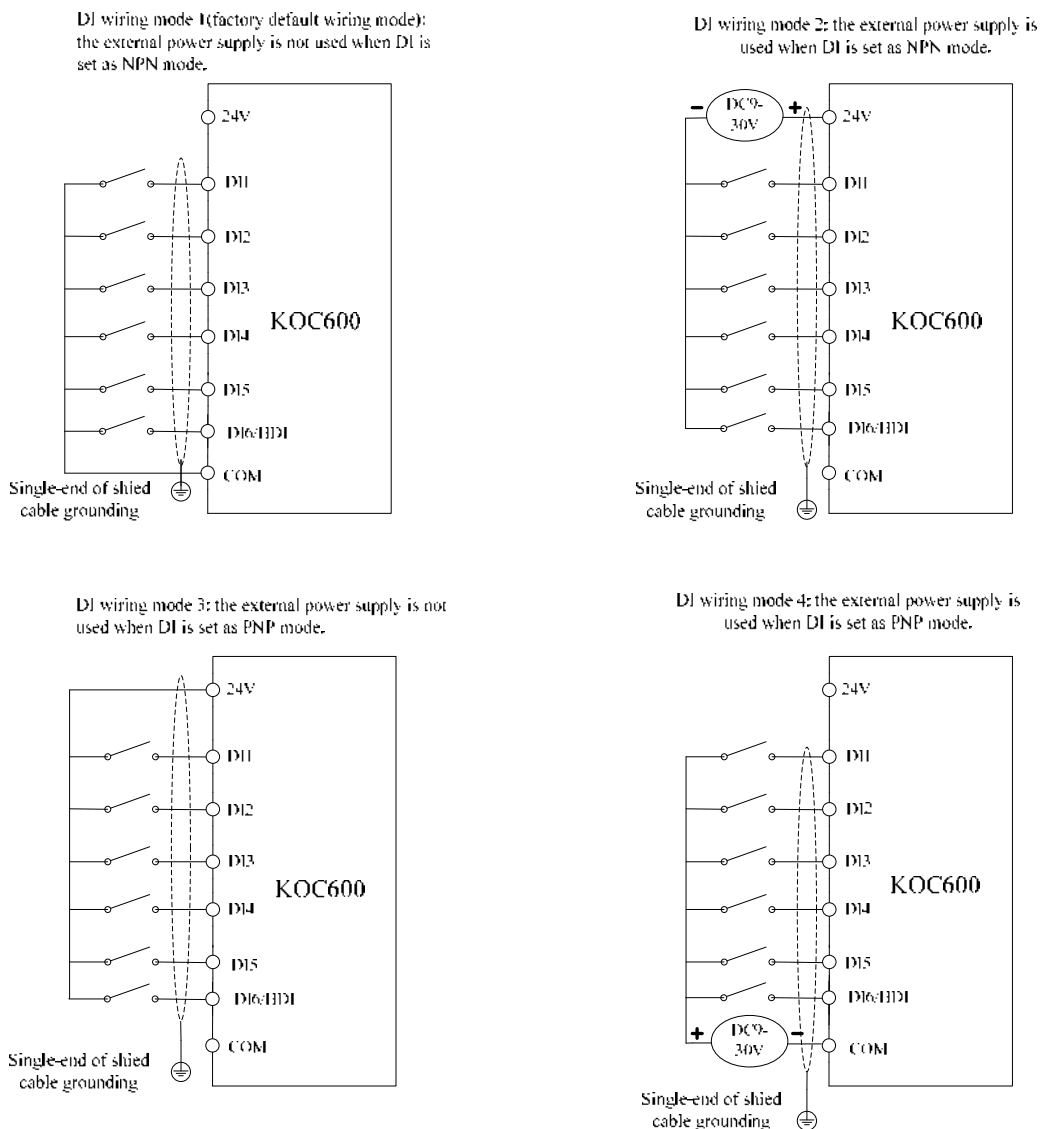 DI wiring mode 1(factory default wiring mode):
the external power supply is not used when DI is
set as NPN mode.
24V
DI1
DI2
DI3
KOC600
DI4
DI5
DI6/HDI
COM
Single-end of shied
cable grounding
DI wiring mode 2: the external power supply is
used when DI is set as NPN mode.
− DC9- +
30V
24V
DI1
DI2
DI3
KOC600
DI4
DI5
DI6/HDI
COM
Single-end of shied
cable grounding
DI wiring mode 3: the external power supply is not
used when DI is set as PNP mode.
24V
DI1
DI2
DI3
KOC600
DI4
DI5
DI6/HDI
COM
Single-end of shied
cable grounding
DI wiring mode 4: the external power supply is
used when DI is set as PNP mode.
24V
DI1
DI2
DI3
KOC600
DI4
DI5
DI6/HDI
+ DC9- −
30V
COM
Single-end of shied
cable grounding